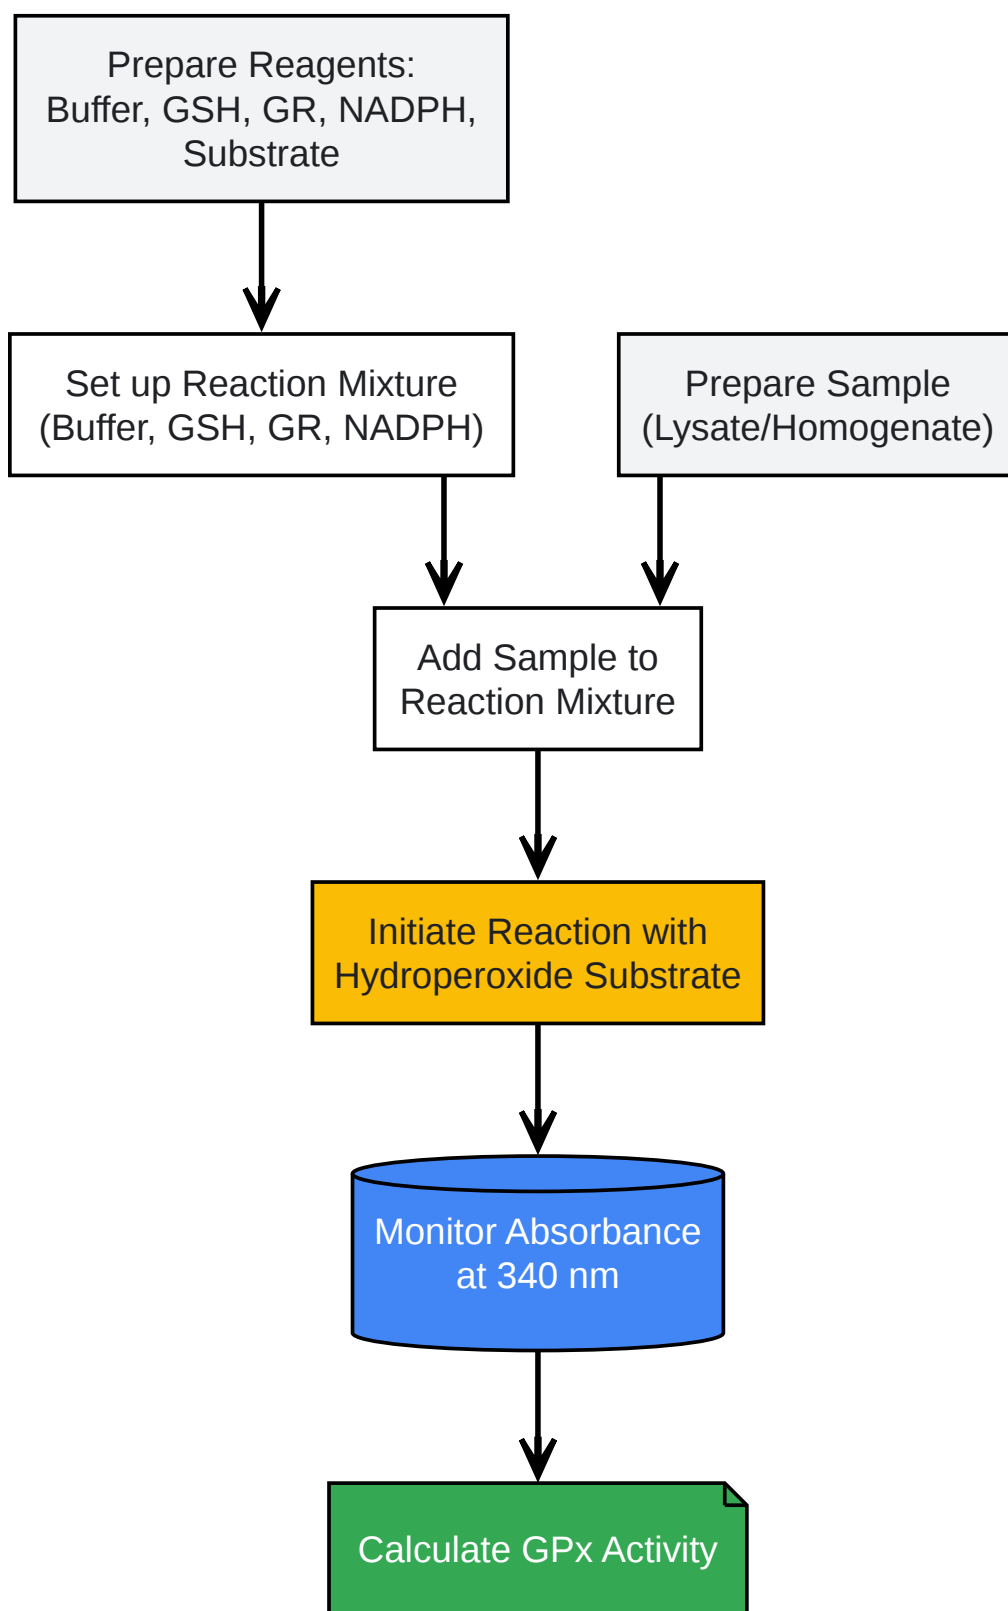 Prepare Reagents:
Buffer, GSH, GR, NADPH,
Substrate
Set up Reaction Mixture
(Buffer, GSH, GR, NADPH)
Prepare Sample
(Lysate/Homogenate)
Add Sample to
Reaction Mixture
Initiate Reaction with
Hydroperoxide Substrate
Monitor Absorbance
at 340 nm
Calculate GPx Activity